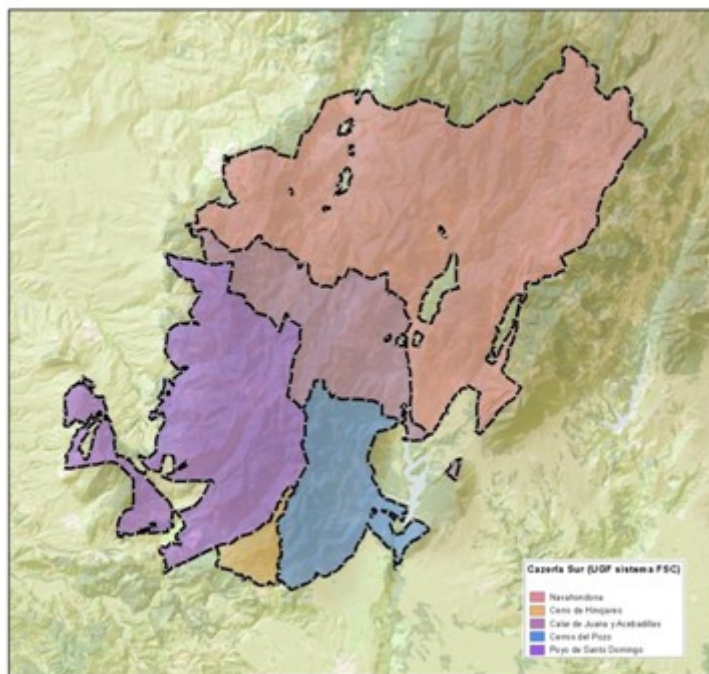 Cazorla Sur (UGF sistema FSC)
Navahondona
Cerro de Hinojares
Calar de Juana y Acebadillas
Cerros del Pozo
Poyo de Santo Domingo